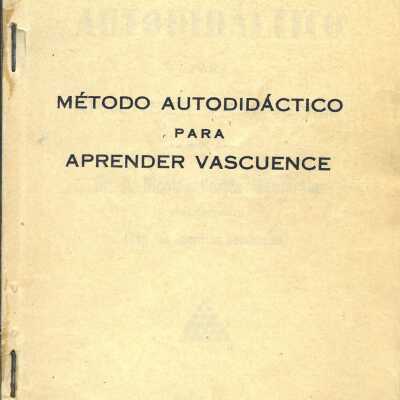 MÉTODO AUTODIDÁCTICO
PARA
APRENDER VASCUENCE